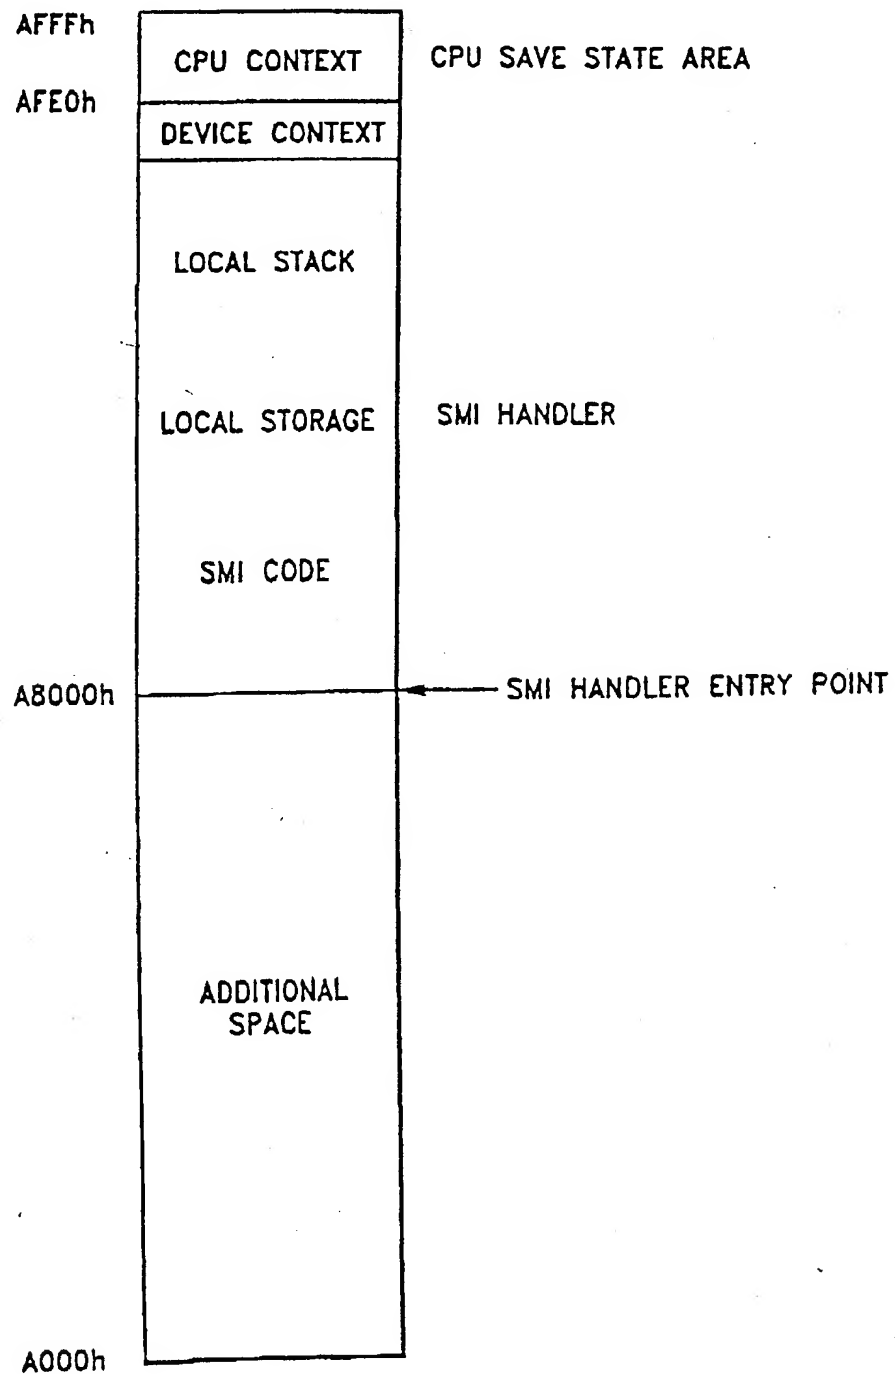 AFFFh
CPU CONTEXT
CPU SAVE STATE AREA
AFE0h
DEVICE CONTEXT
LOCAL STACK
LOCAL STORAGE
SMI HANDLER
SMI CODE
A8000h
SMI HANDLER ENTRY POINT
ADDITIONAL
SPACE
A000h